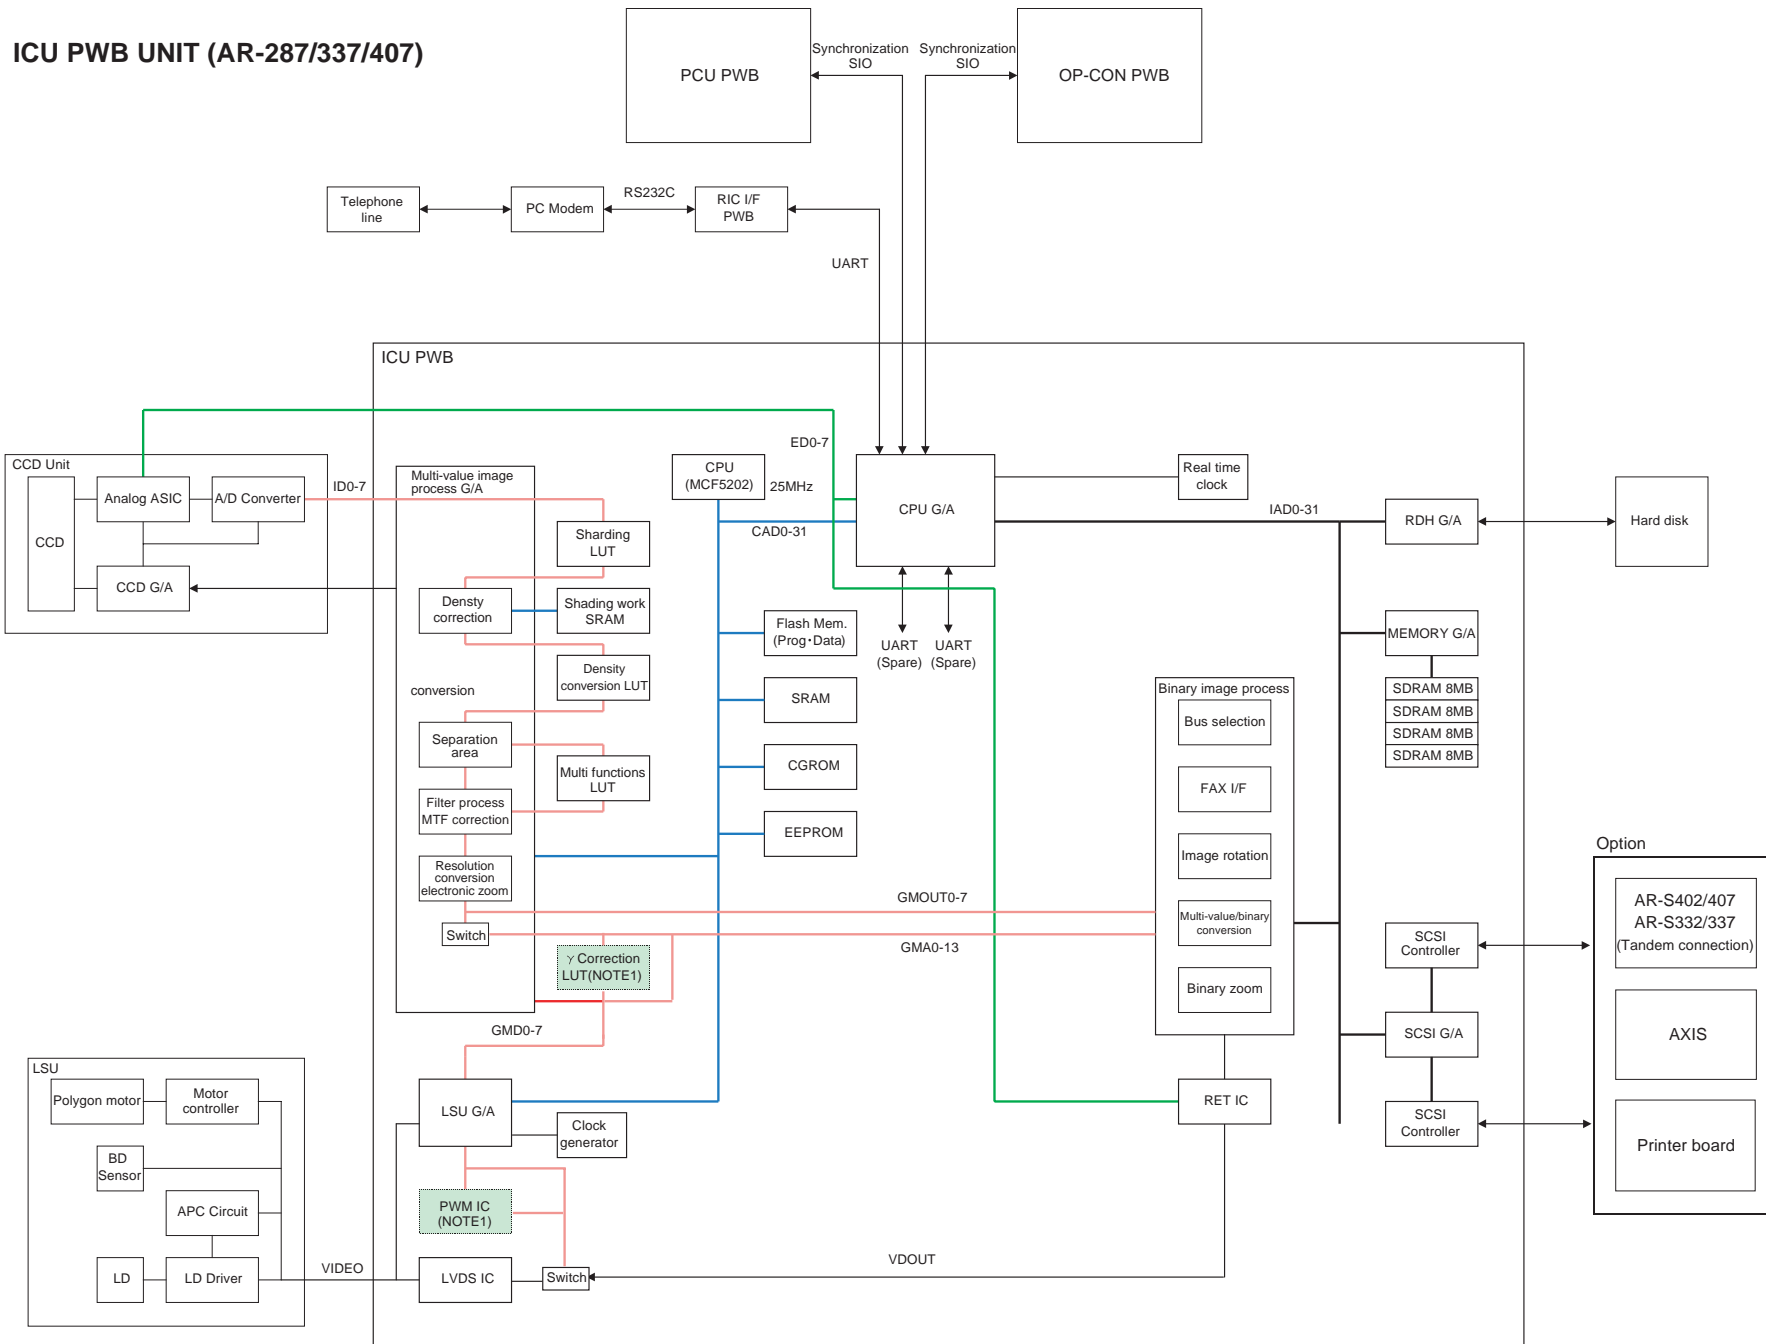 ICU PWB UNIT (AR-287/337/407)
PCU PWB
Synchronization
SIO
Synchronization
SIO
OP-CON PWB
Telephone
line
PC Modem
RS232C
RIC I/F
PWB
UART
ICU PWB
CCD Unit
CCD
Analog ASIC
A/D Converter
CCD G/A
ID0-7
Multi-value image
process G/A
Sharding
LUT
Densty
correction
Shading work
SRAM
Density
conversion LUT
conversion
Separation
area
Multi functions
LUT
Filter process
MTF correction
Resolution
conversion
electronic zoom
Switch
γ Correction
LUT(NOTE1)
GMD0-7
CPU
(MCF5202)
25MHz
ED0-7
CAD0-31
CPU G/A
Real time
clock
IAD0-31
RDH G/A
Hard disk
Flash Mem.
(Prog•Data)
UART
(Spare)
UART
(Spare)
SRAM
CGROM
EEPROM
MEMORY G/A
SDRAM 8MB
SDRAM 8MB
SDRAM 8MB
SDRAM 8MB
Binary image process
Bus selection
FAX I/F
Image rotation
Multi-value/binary
conversion
Binary zoom
GMOUT0-7
GMA0-13
RET IC
SCSI
Controller
SCSI G/A
SCSI
Controller
Option
AR-S402/407
AR-S332/337
(Tandem connection)
AXIS
Printer board
LSU
Polygon motor
Motor
controller
BD
Sensor
APC Circuit
LD
LD Driver
VIDEO
LSU G/A
Clock
generator
PWM IC
(NOTE1)
LVDS IC
Switch
VDOUT